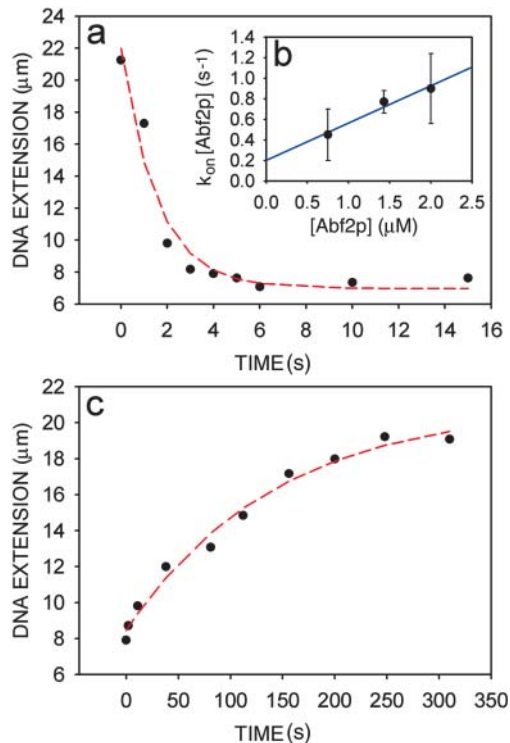 a
DNA EXTENSION (μm)
24
22
20
18
16
14
12
10
8
6
0 2 4 6 8 10 12 14 16
TIME (s)
b
k_on [Abf2p] (s⁻¹)
1.4
1.2
1.0
0.8
0.6
0.4
0.2
0.0
0.0 0.5 1.0 1.5 2.0 2.5
[Abf2p] (μM)
c
DNA EXTENSION (μm)
22
20
18
16
14
12
10
8
6
0 50 100 150 200 250 300 350
TIME (s)